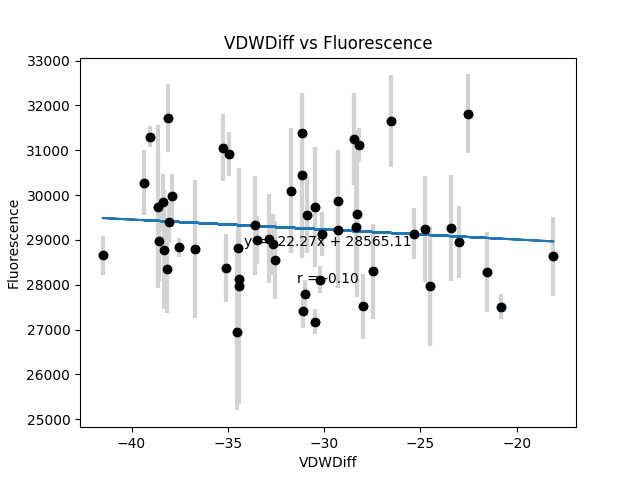 VDWDiff vs Fluorescence
33000
32000
31000
30000
29000
28000
27000
26000
25000
Fluorescence
y = -22.27x + 28565.11
r = -0.10
−40 −35 −30 −25 −20
VDWDiff